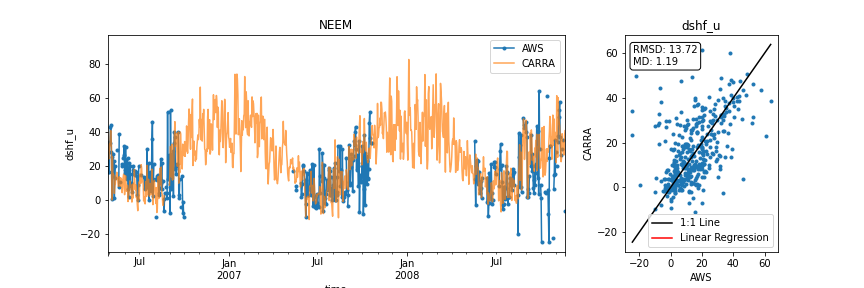 NEEM
dshf_u
80
60
40
20
0
−20
dshf_u
AWS
CARRA
Jul
Jan
2007
Jul
Jan
2008
Jul
60
40
20
0
−20
CARRA
RMSD: 13.72
MD: 1.19
1:1 Line
Linear Regression
−20
0
20
40
60
AWS